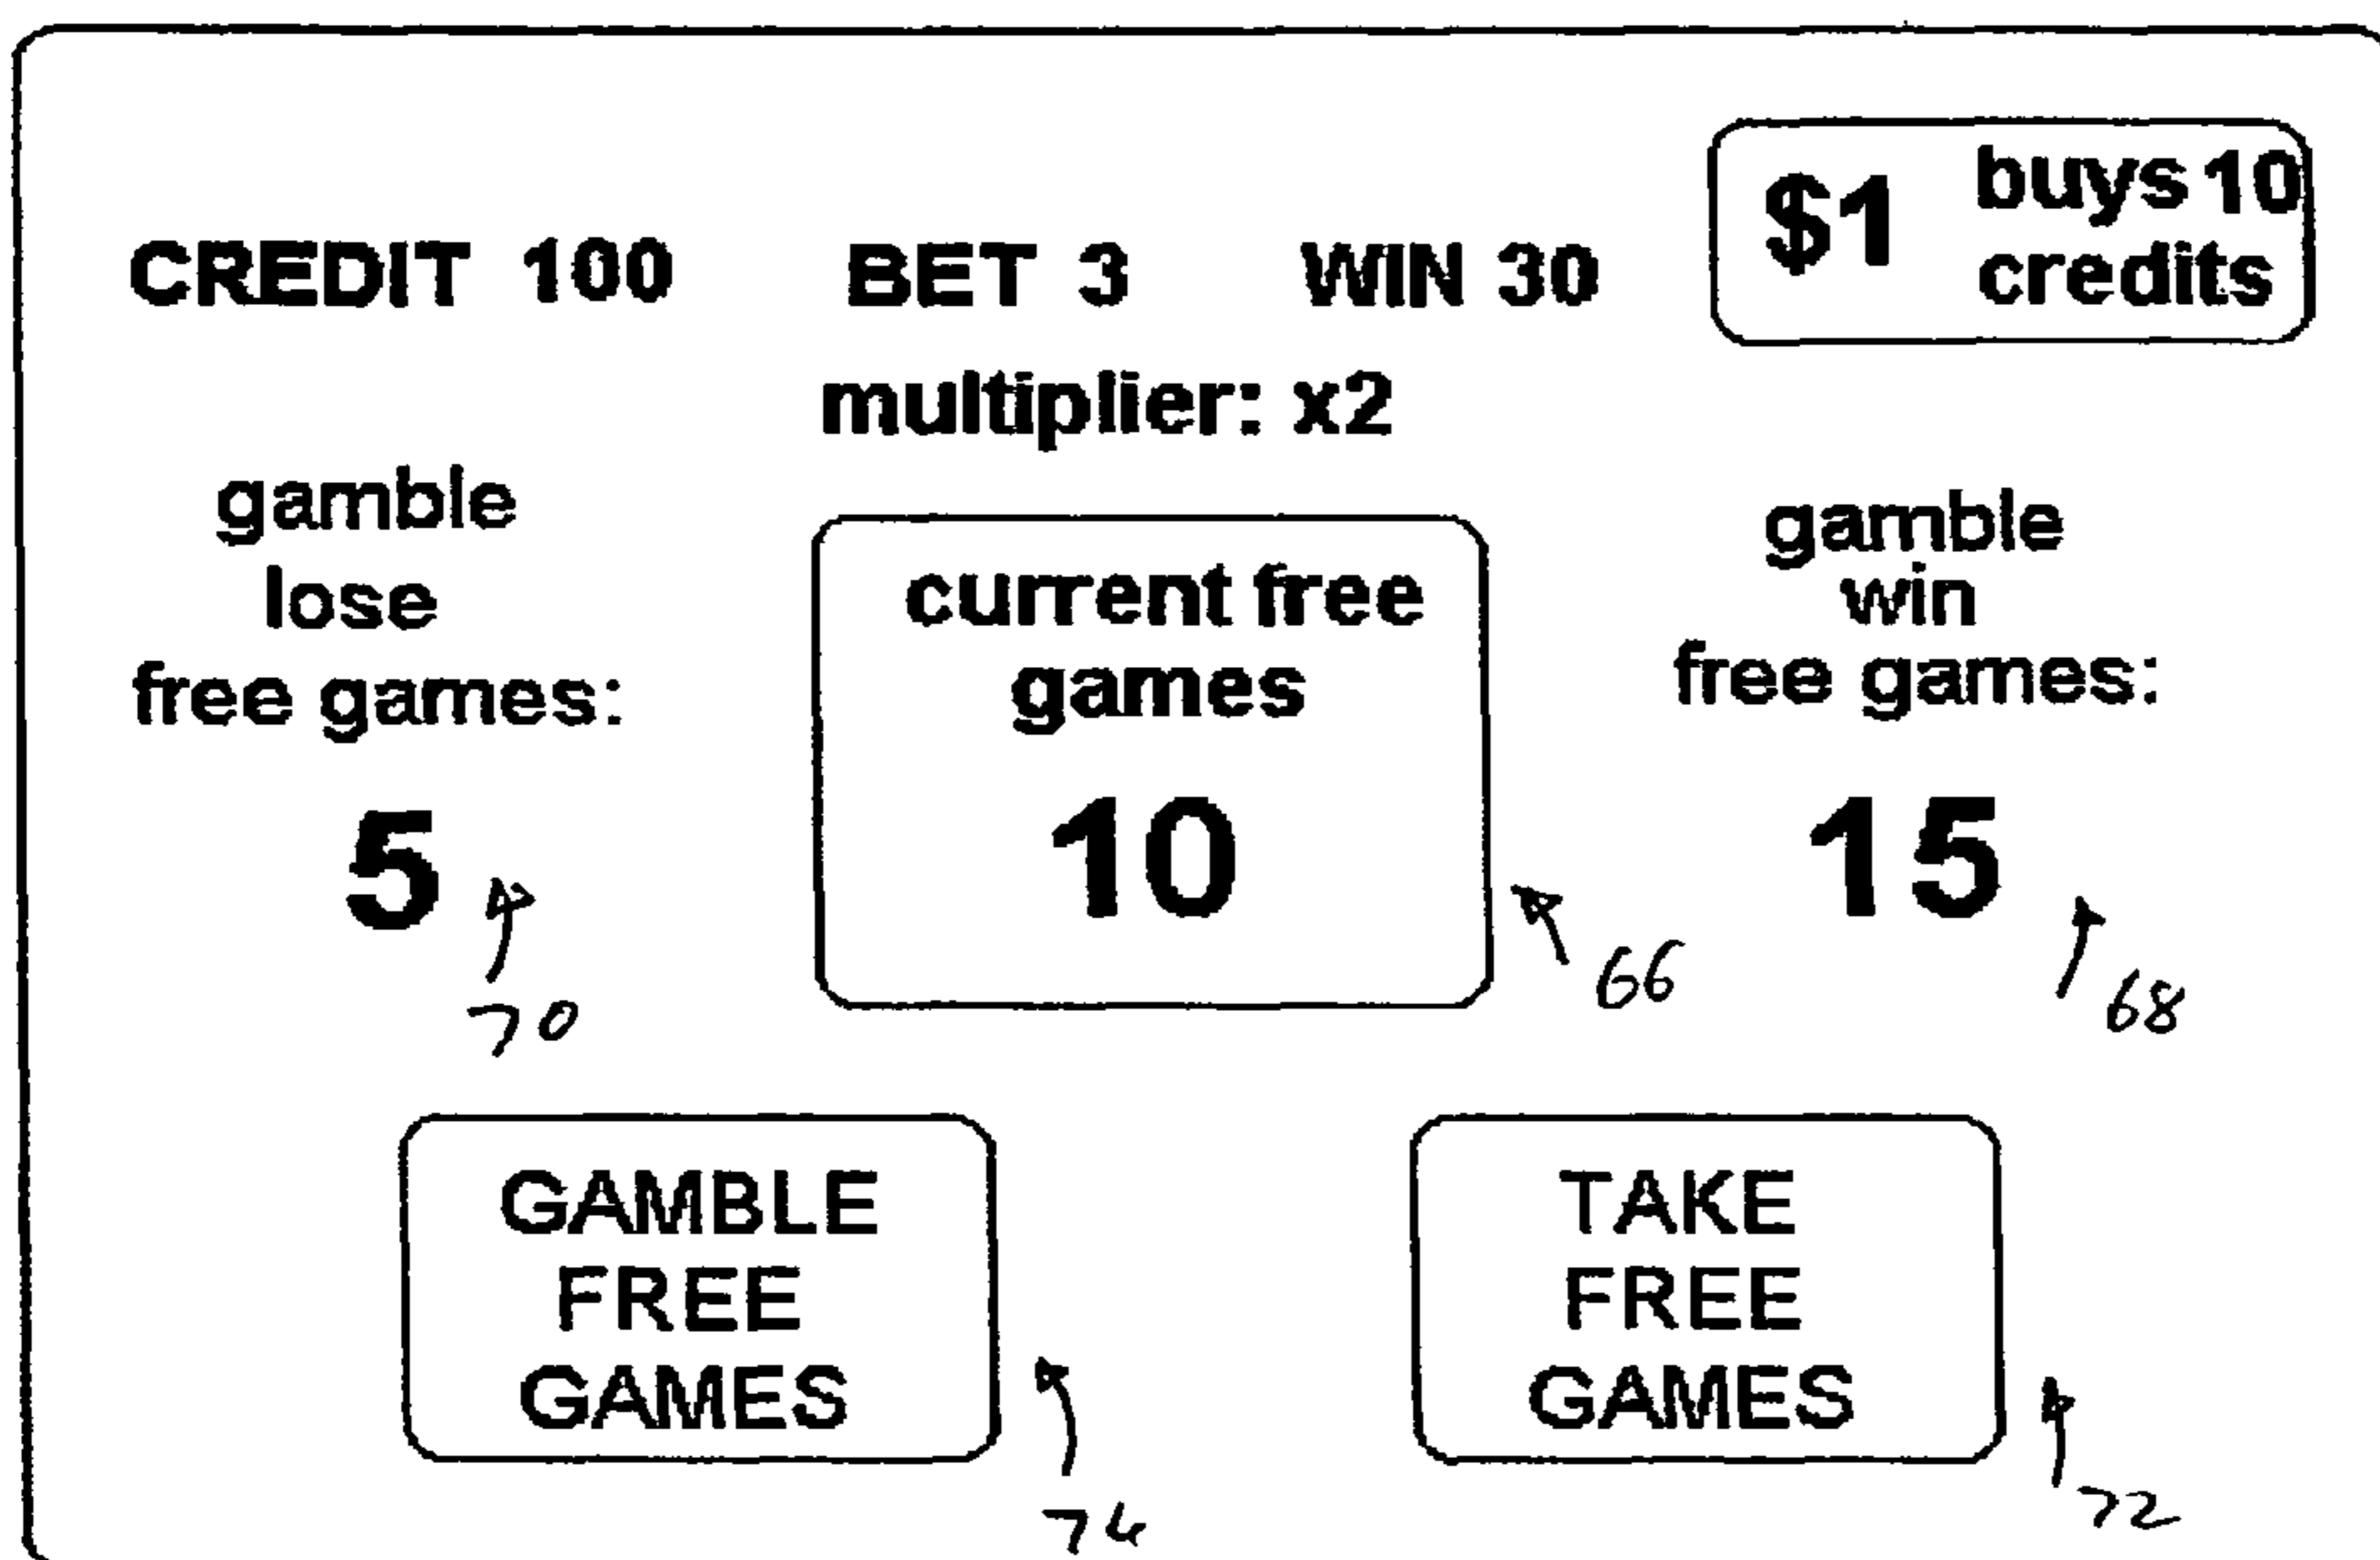 $1 buys 10
credits
CREDIT 100 BET 3 WIN 30
multiplier: x2
gamble
lose
free games:
5
70
current free
games
10
66
gamble
win
free games:
15
68
GAMBLE
FREE
GAMES
74
TAKE
FREE
GAMES
72